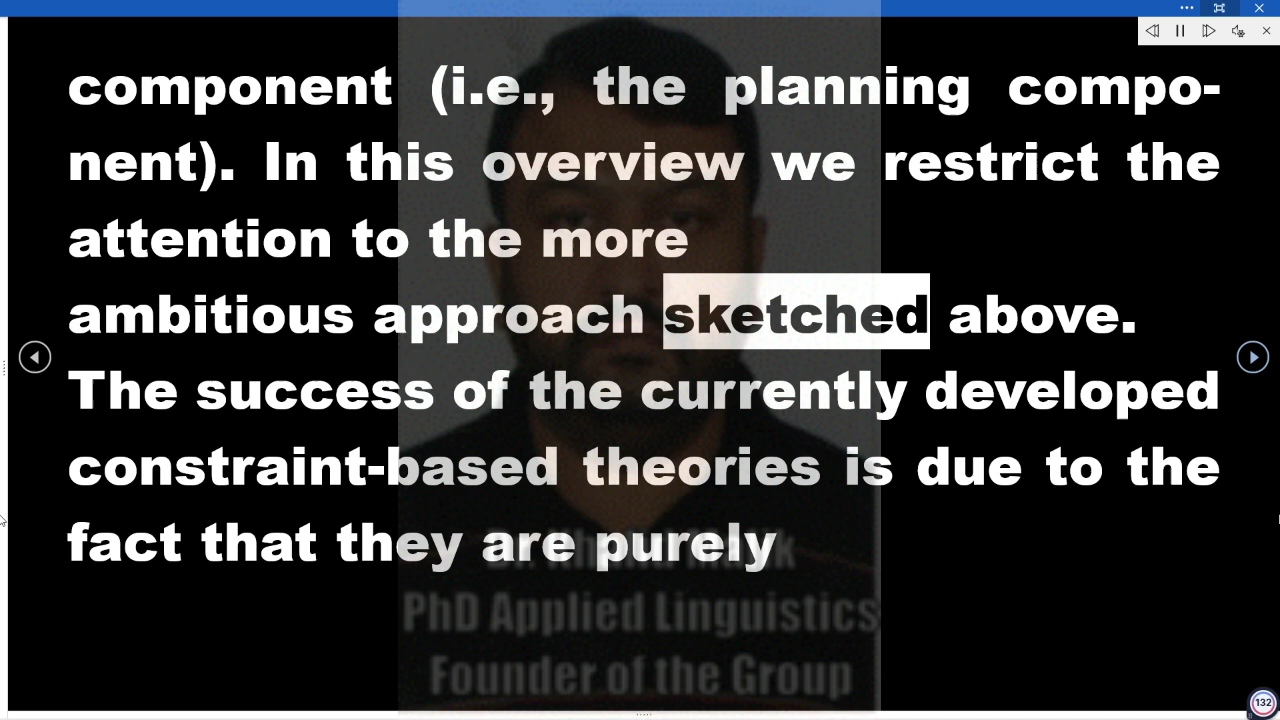 component (i.e., the planning compo-
nent). In this overview we restrict the
attention to the more
ambitious approach sketched above.
The success of the currently developed
constraint-based theories is due to the
fact that they are purely
PhD Applied Linguistics
Founder of the Group
132